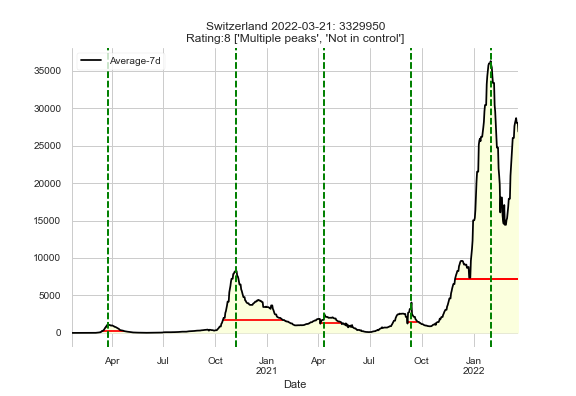 Switzerland 2022-03-21: 3329950
Rating:8 ['Multiple peaks', 'Not in control']
Average-7d
35000
30000
25000
20000
15000
10000
5000
0
Apr Jul Oct Jan Apr Jul Oct Jan
2021 2022
Date